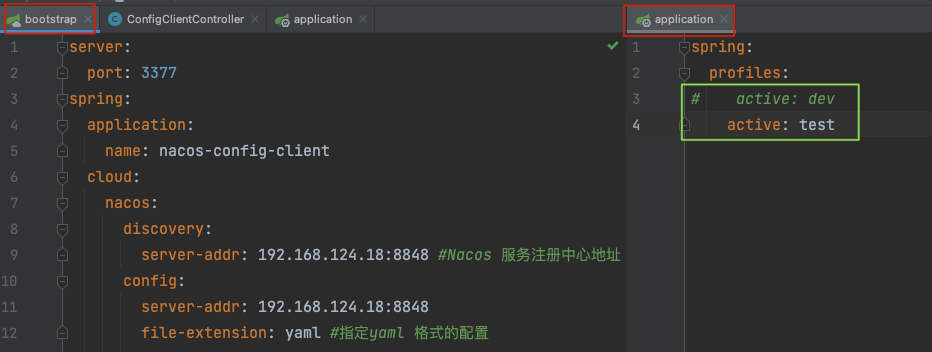 bootstrap
ConfigClientController
application
1 server:
2 port: 3377
3 spring:
4 application:
5 name: nacos-config-client
6 cloud:
7 nacos:
8 discovery:
9 server-addr: 192.168.124.18:8848 #Nacos 服务注册中心地址
10 config:
11 server-addr: 192.168.124.18:8848
12 file-extension: yaml #指定yaml 格式的配置
application
1 spring:
2 profiles:
3 # active: dev
4 active: test